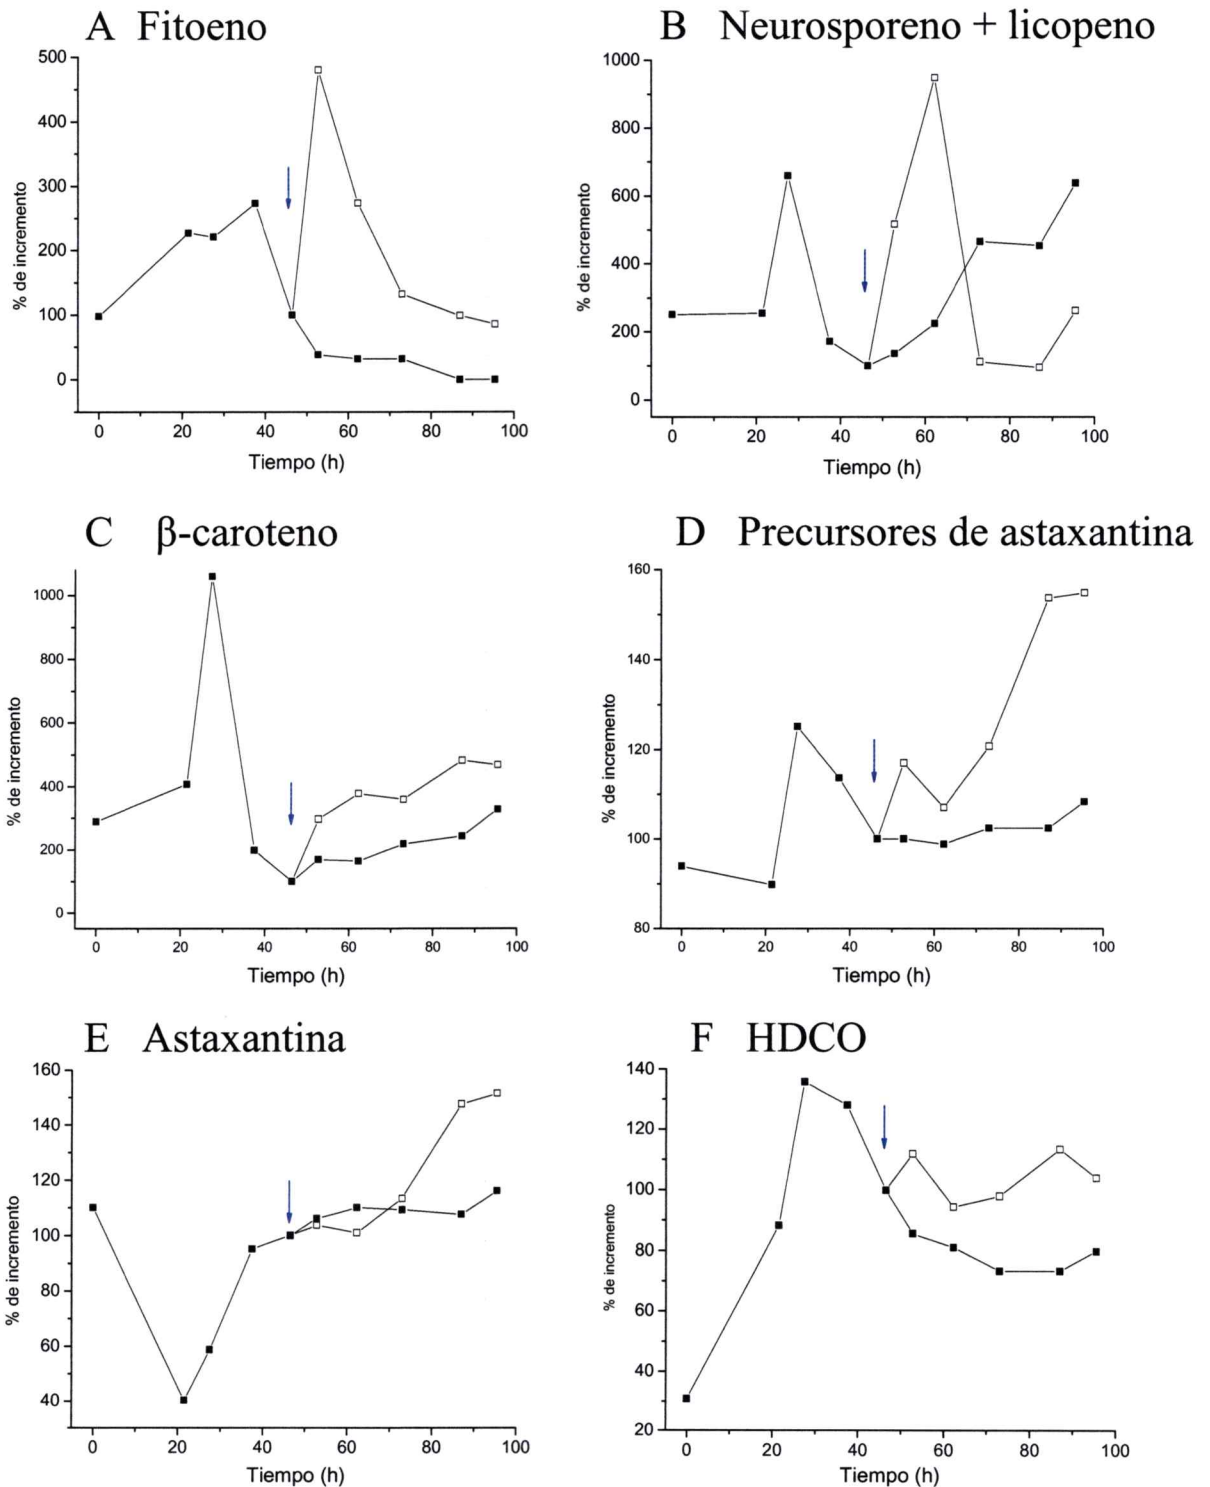 A Fitoeno
500
400
300
200
100
0
% de incremento
0 20 40 60 80 100
Tiempo (h)
B Neurosporeno + licopeno
1000
800
600
400
200
0
% de incremento
0 20 40 60 80 100
Tiempo (h)
C β-caroteno
1000
800
600
400
200
0
% de incremento
0 20 40 60 80 100
Tiempo (h)
D Precursores de astaxantina
160
140
120
100
80
% de incremento
0 20 40 60 80 100
Tiempo (h)
E Astaxantina
160
140
120
100
80
60
40
% de incremento
0 20 40 60 80 100
Tiempo (h)
F HDCO
140
120
100
80
60
40
20
% de incremento
0 20 40 60 80 100
Tiempo (h)